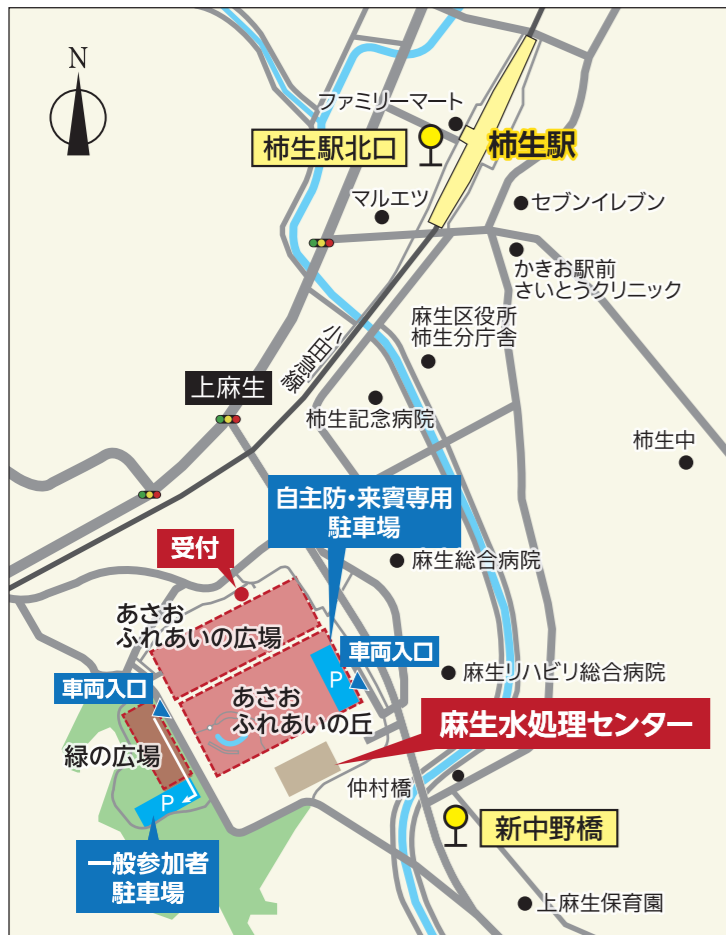 N
ファミリーマート
柿生駅北口
柿生駅
マルエツ
セブンイレブン
かきお駅前
さいとうクリニック
麻生区役所
柿生分庁舎
小田急線
上麻生
柿生記念病院
柿生中
自主防・来賓専用
駐車場
受付
麻生総合病院
あさお
ふれあいの広場
車両入口
P
麻生リハビリ総合病院
車両入口
あさお
ふれあいの丘
麻生水処理センター
緑の広場
仲村橋
P
新中野橋
一般参加者
駐車場
上麻生保育園